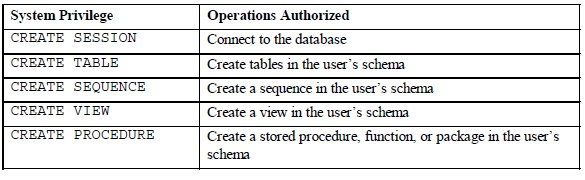 System Privilege Operations Authorized
CREATE SESSION Connect to the database
CREATE TABLE Create tables in the user's schema
CREATE SEQUENCE Create a sequence in the user's schema
CREATE VIEW Create a view in the user's schema
CREATE PROCEDURE Create a stored procedure, function, or package in the user's
schema